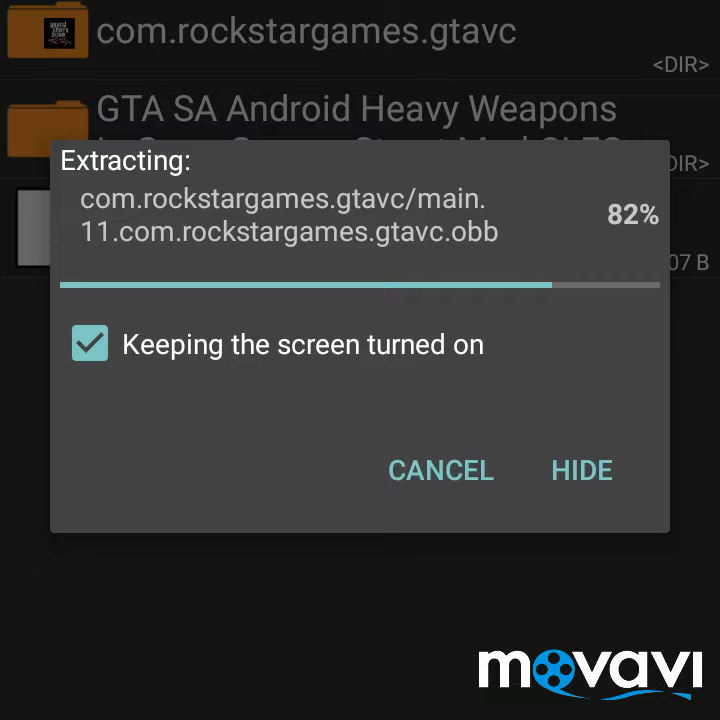 com.rockstargames.gtavc
<DIR>
GTA SA Android Heavy Weapons
DIR>
Extracting:
com.rockstargames.gtavc/main.
11.com.rockstargames.gtavc.obb
82%
07 B
Keeping the screen turned on
CANCEL HIDE
movavi